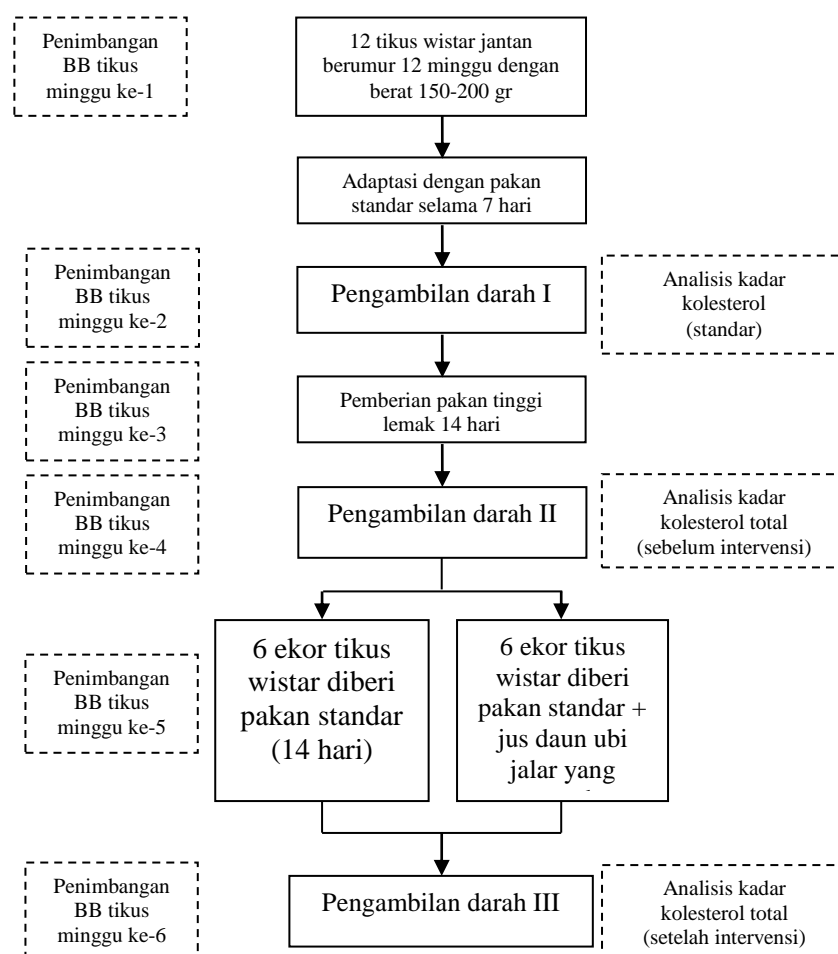 Penimbangan
BB tikus
minggu ke-1
12 tikus wistar jantan
berumur 12 minggu dengan
berat 150-200 gr
Adaptasi dengan pakan
standar selama 7 hari
Penimbangan
BB tikus
minggu ke-2
Pengambilan darah I
Analisis kadar
kolesterol
(standar)
Penimbangan
BB tikus
minggu ke-3
Pemberian pakan tinggi
lemak 14 hari
Penimbangan
BB tikus
minggu ke-4
Pengambilan darah II
Analisis kadar
kolesterol total
(sebelum intervensi)
Penimbangan
BB tikus
minggu ke-5
6 ekor tikus
wistar diberi
pakan standar
(14 hari)
6 ekor tikus
wistar diberi
pakan standar +
jus daun ubi
jalar yang
Penimbangan
BB tikus
minggu ke-6
Pengambilan darah III
Analisis kadar
kolesterol total
(setelah intervensi)